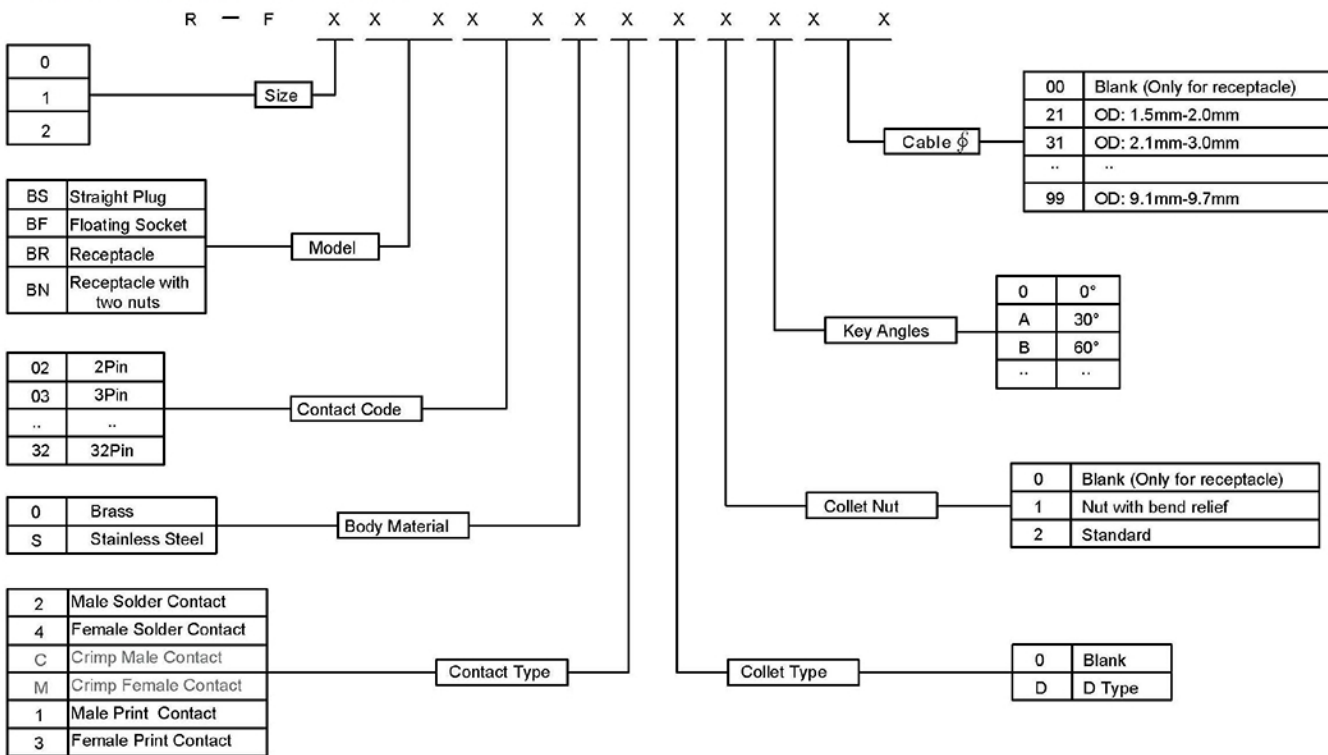 R — F X X X X X X X X X X X X
0
1
2
Size
00 Blank (Only for receptacle)
21 OD: 1.5mm-2.0mm
31 OD: 2.1mm-3.0mm
.. ..
99 OD: 9.1mm-9.7mm
Cable ∮
BS Straight Plug
BF Floating Socket
BR Receptacle
BN Receptacle with
two nuts
Model
0 0°
A 30°
B 60°
.. ..
Key Angles
02 2Pin
03 3Pin
.. ..
32 32Pin
Contact Code
0 Blank (Only for receptacle)
1 Nut with bend relief
2 Standard
Collet Nut
0 Brass
S Stainless Steel
Body Material
2 Male Solder Contact
4 Female Solder Contact
C Crimp Male Contact
M Crimp Female Contact
1 Male Print Contact
3 Female Print Contact
Contact Type
Collet Type
0 Blank
D D Type